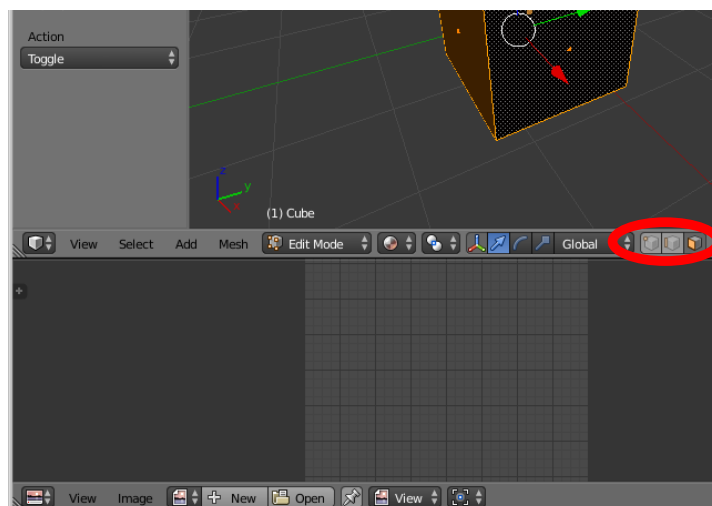 Action
Toggle
z
y
x
(1) Cube
View Select Add Mesh Edit Mode Global
View Image New Open View